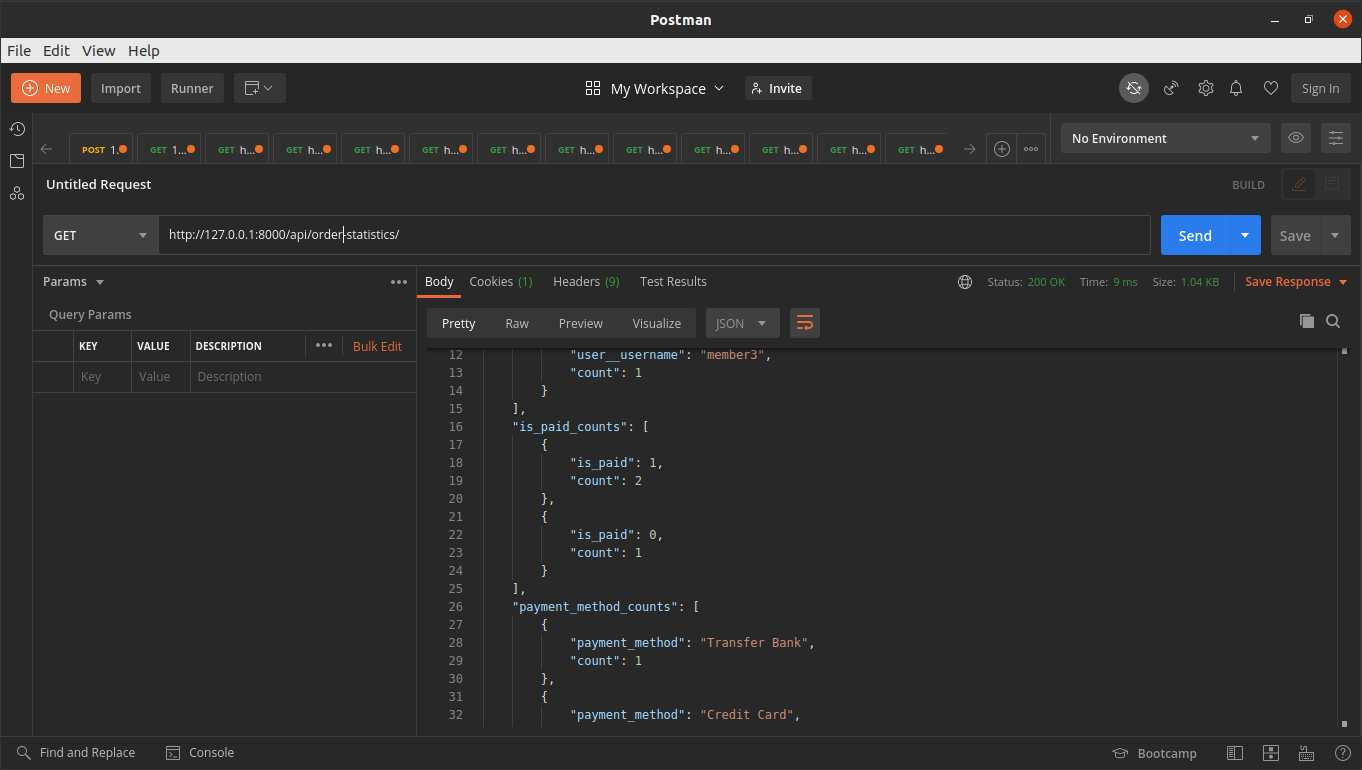 Postman
File Edit View Help
New Import Runner My Workspace Invite Sign In
POST 1. GET 1... GET h... GET h... GET h... GET h... GET h... GET h... GET h... GET h... GET h... GET h... GET h... No Environment
Untitled Request BUILD
GET http://127.0.0.1:8000/api/order-statistics/ Send Save
Params Body Cookies (1) Headers (9) Test Results Status: 200 OK Time: 9 ms Size: 1.04 KB Save Response
Query Params Pretty Raw Preview Visualize JSON
KEY VALUE DESCRIPTION Bulk Edit
Key Value Description
12 "user__username": "member3",
13 "count": 1
14 }
15 ],
16 "is_paid_counts": [
17 {
18 "is_paid": 1,
19 "count": 2
20 },
21 {
22 "is_paid": 0,
23 "count": 1
24 }
25 ],
26 "payment_method_counts": [
27 {
28 "payment_method": "Transfer Bank",
29 "count": 1
30 },
31 {
32 "payment_method": "Credit Card",
Find and Replace Console Bootcamp